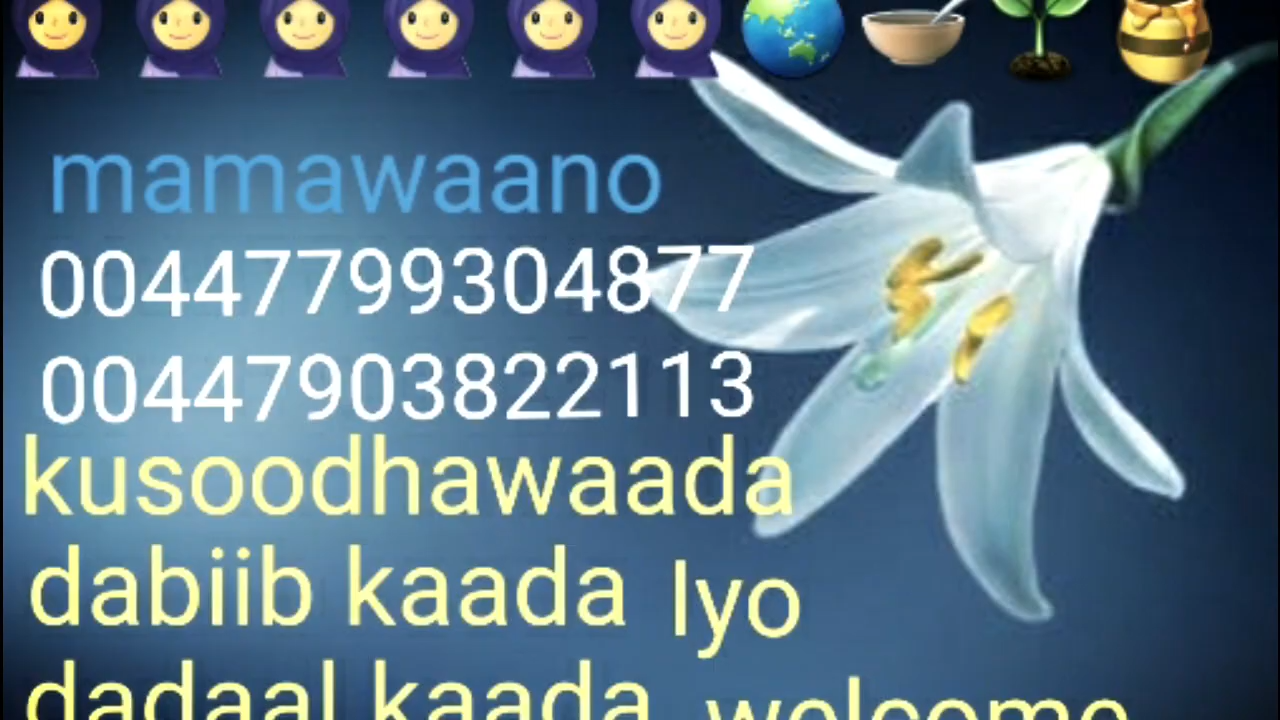 mamawaano
00447799304877
00447903822113
kusoodhawaada
dabiib kaada Iyo
dadaal kaada welcome